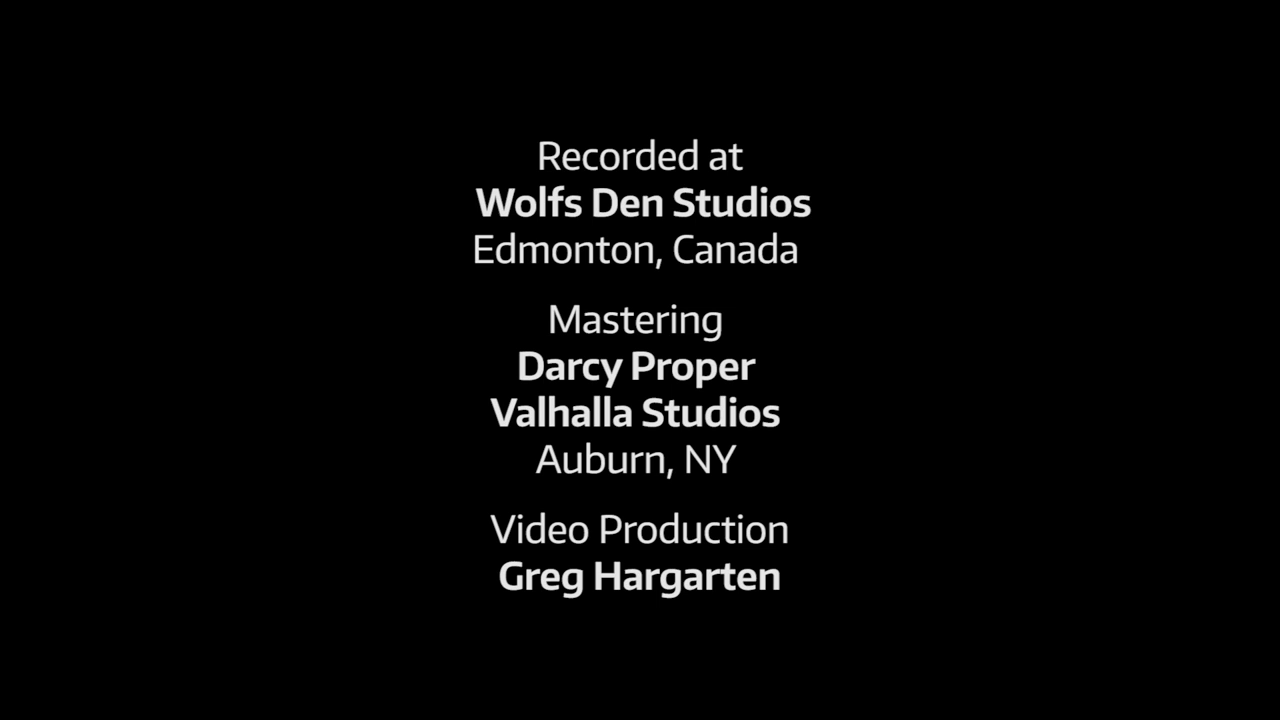 Recorded at
Wolfs Den Studios
Edmonton, Canada
Mastering
Darcy Proper
Valhalla Studios
Auburn, NY
Video Production
Greg Hargarten